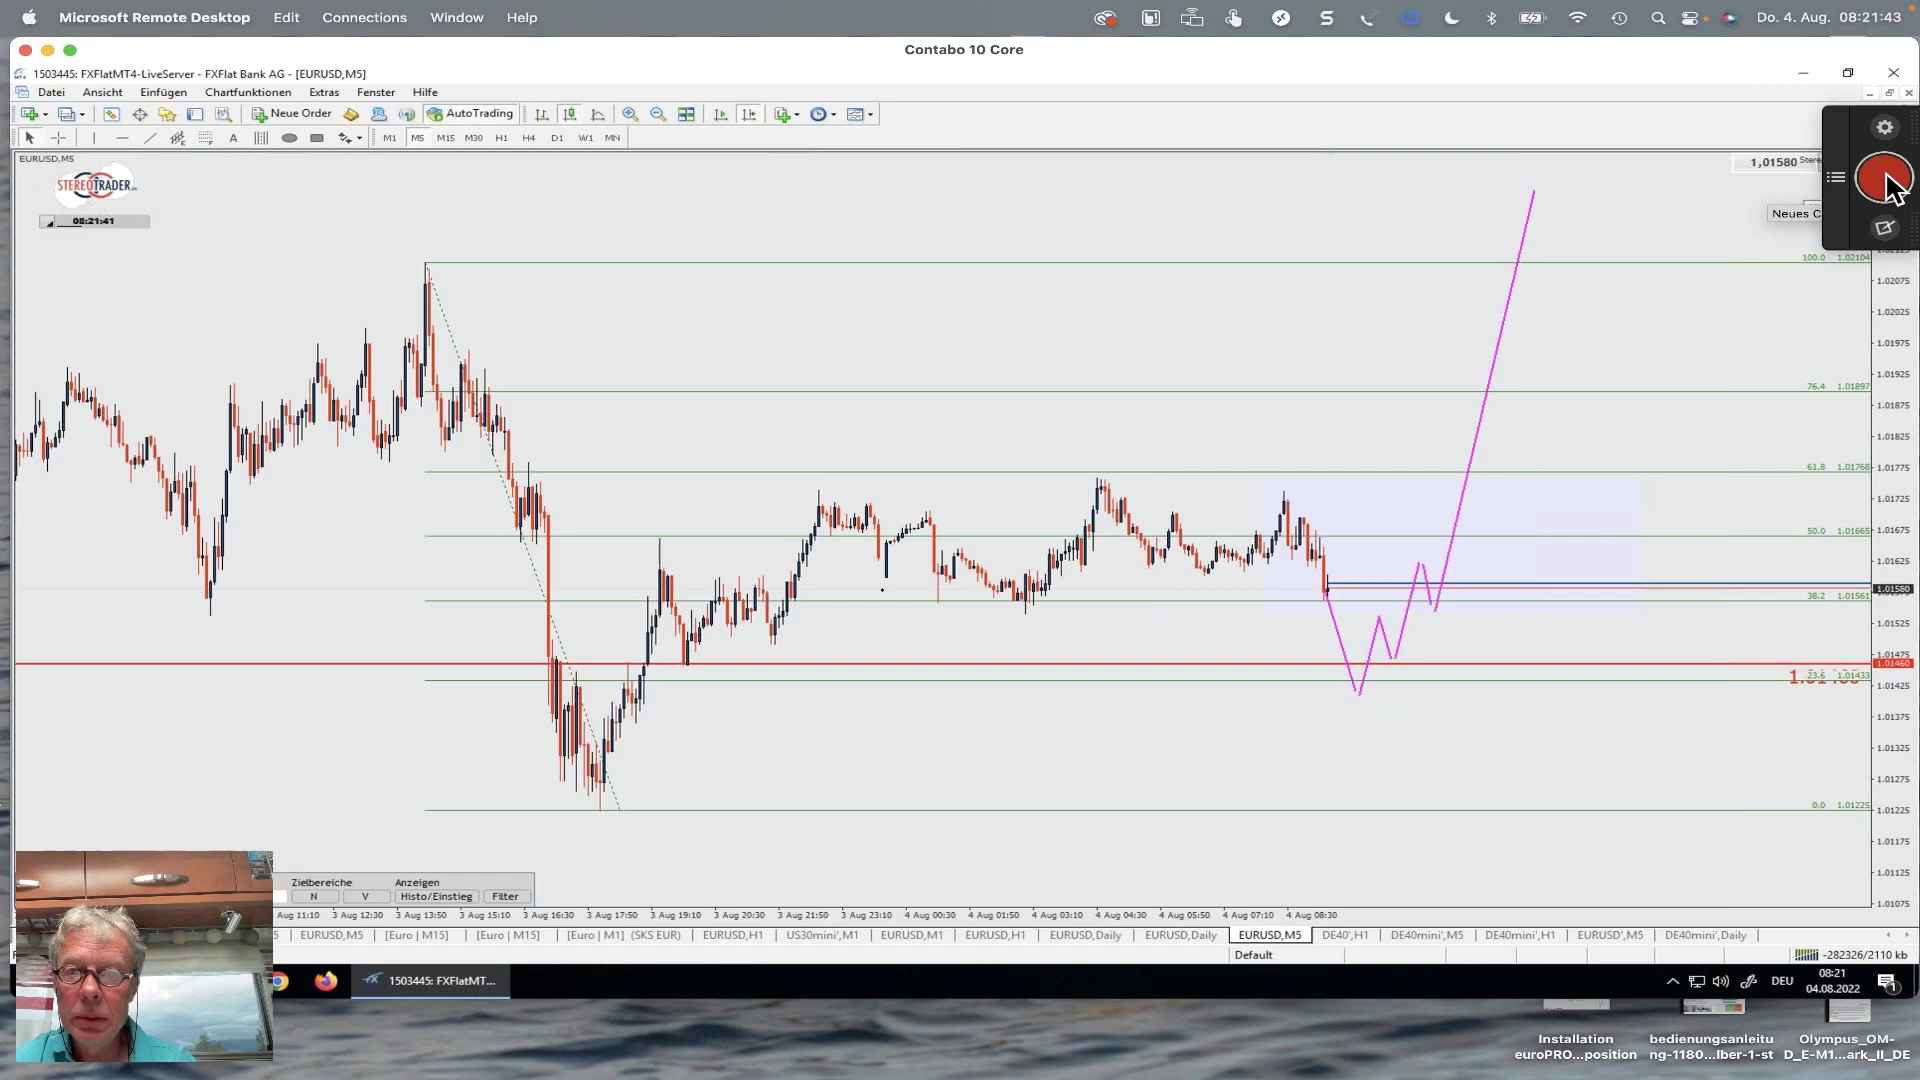 Microsoft Remote Desktop Edit Connections Window Help Do. 4. Aug. 08:21:43
Contabo 10 Core
1503445: FXFlatMT4-LiveServer - FXFlat Bank AG - [EURUSD,M5]
Datei Ansicht Einfügen Chartfunktionen Extras Fenster Hilfe
Neue Order AutoTrading
A M1 M5 M15 M30 H1 H4 D1 W1 MN
EURUSD,M5
1,01580
STEREOTRADER
08:21:41
Neues C
100.0 1.02104
1.02075
1.02025
1.01975
1.01925
76.4 1.01897
1.01875
1.01825
1.01775
61.8 1.01768
1.01725
1.01675
50.0 1.01665
1.01625
1.01580
38.2 1.01561
1.01525
1.01475
1.01460
23.6 1.01433
1.01425
1.01375
1.01325
1.01275
0.0 1.01225
1.01225
1.01175
1.01125
1.01075
Zielbereiche Anzeigen
N V Histo/Einstieg Filter
Aug 11:10 3 Aug 12:30 3 Aug 13:50 3 Aug 15:10 3 Aug 16:30 3 Aug 17:50 3 Aug 19:10 3 Aug 20:30 3 Aug 21:50 3 Aug 23:10 4 Aug 00:30 4 Aug 01:50 4 Aug 03:10 4 Aug 04:30 4 Aug 05:50 4 Aug 07:10 4 Aug 08:30
5 EURUSD,M5 [Euro | M15] [Euro | M15] [Euro | M1] (SKS EUR) EURUSD,H1 US30mini',M1 EURUSD,M1 EURUSD,H1 EURUSD,Daily EURUSD,Daily EURUSD,M5 DE40',H1 DE40mini',M5 DE40mini',H1 EURUSD',M5 DE40mini',Daily
Default -282326/2110 kb
1503445: FXFlatMT...
DEU 08:21
04.08.2022
Installation bedienungsanleitu Olympus_OM-
euroPRO...position ng-1180...lber-1-st D_E-M1...ark_II_DE